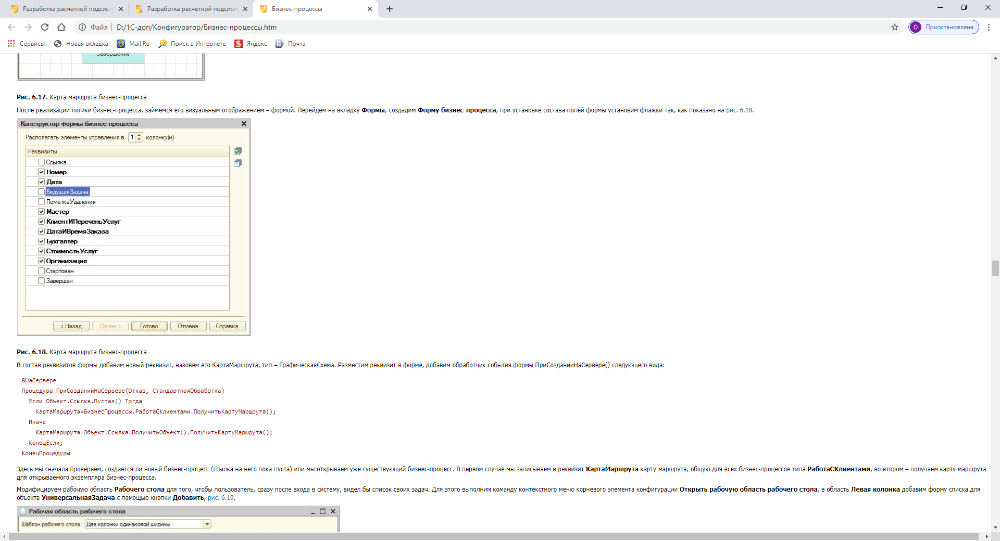 Разработка расчетной подсисте
Разработка расчетной подсисте
Бизнес-процессы
Файл
D:/1С-доп/Конфигуратор/Бизнес-процессы.htm
О
Приостановлена
Сервисы
Новая вкладка
Mail.Ru
Поиск в Интернете
Яндекс
Почта
Завершение
Рис. 6.17. Карта маршрута бизнес-процесса
После реализации логики бизнес-процесса, займемся его визуальным отображением – формой. Перейдем на вкладку Формы, создадим Форму бизнес-процесса, при установке состава полей формы установим флажки так, как показано на рис. 6.18.
Конструктор формы бизнес-процесса
Располагать элементы управления в 1 колонку(и)
Реквизиты
Ссылка
Номер
Дата
ВедущаяЗадача
ПометкаУдаления
Мастер
КлиентИПереченьУслуг
ДатаИВремяЗаказа
Бухгалтер
СтоимостьУслуг
Организация
Стартован
Завершен
< Назад
Далее >
Готово
Отмена
Справка
Рис. 6.18. Карта маршрута бизнес-процесса
В состав реквизитов формы добавим новый реквизит, назовем его КартаМаршрута, тип – ГрафическаяСхема. Разместим реквизит в форме, добавим обработчик события формы ПриСозданииНаСервере() следующего вида:
&НаСервере
Процедура ПриСозданииНаСервере(Отказ, СтандартнаяОбработка)
Если Объект.Ссылка.Пустая() Тогда
КартаМаршрута=БизнесПроцессы.РаботаСКлиентами.ПолучитьКартуМаршрута();
Иначе
КартаМаршрута=Объект.Ссылка.ПолучитьОбъект().ПолучитьКартуМаршрута();
КонецЕсли;
КонецПроцедуры
Здесь мы сначала проверяем, создается ли новый бизнес-процесс (ссылка на него пока пуста) или мы открываем уже существующий бизнес-процесс. В первом случае мы записываем в реквизит КартаМаршрута карту маршрута, общую для всех бизнес-процессов типа РаботаСКлиентами, во втором – получаем карту маршрута
для открываемого экземпляра бизнес-процесса.
Модифицируем рабочую область Рабочего стола для того, чтобы пользователь, сразу после входа в систему, видел бы список своих задач. Для этого выполним команду контекстного меню корневого элемента конфигурации Открыть рабочую область рабочего стола, в область Левая колонка добавим форму списка для
объекта УниверсальнаяЗадача с помощью кнопки Добавить, рис. 6.19.
Рабочая область рабочего стола
Шаблон рабочего стола: Две колонки одинаковой ширины